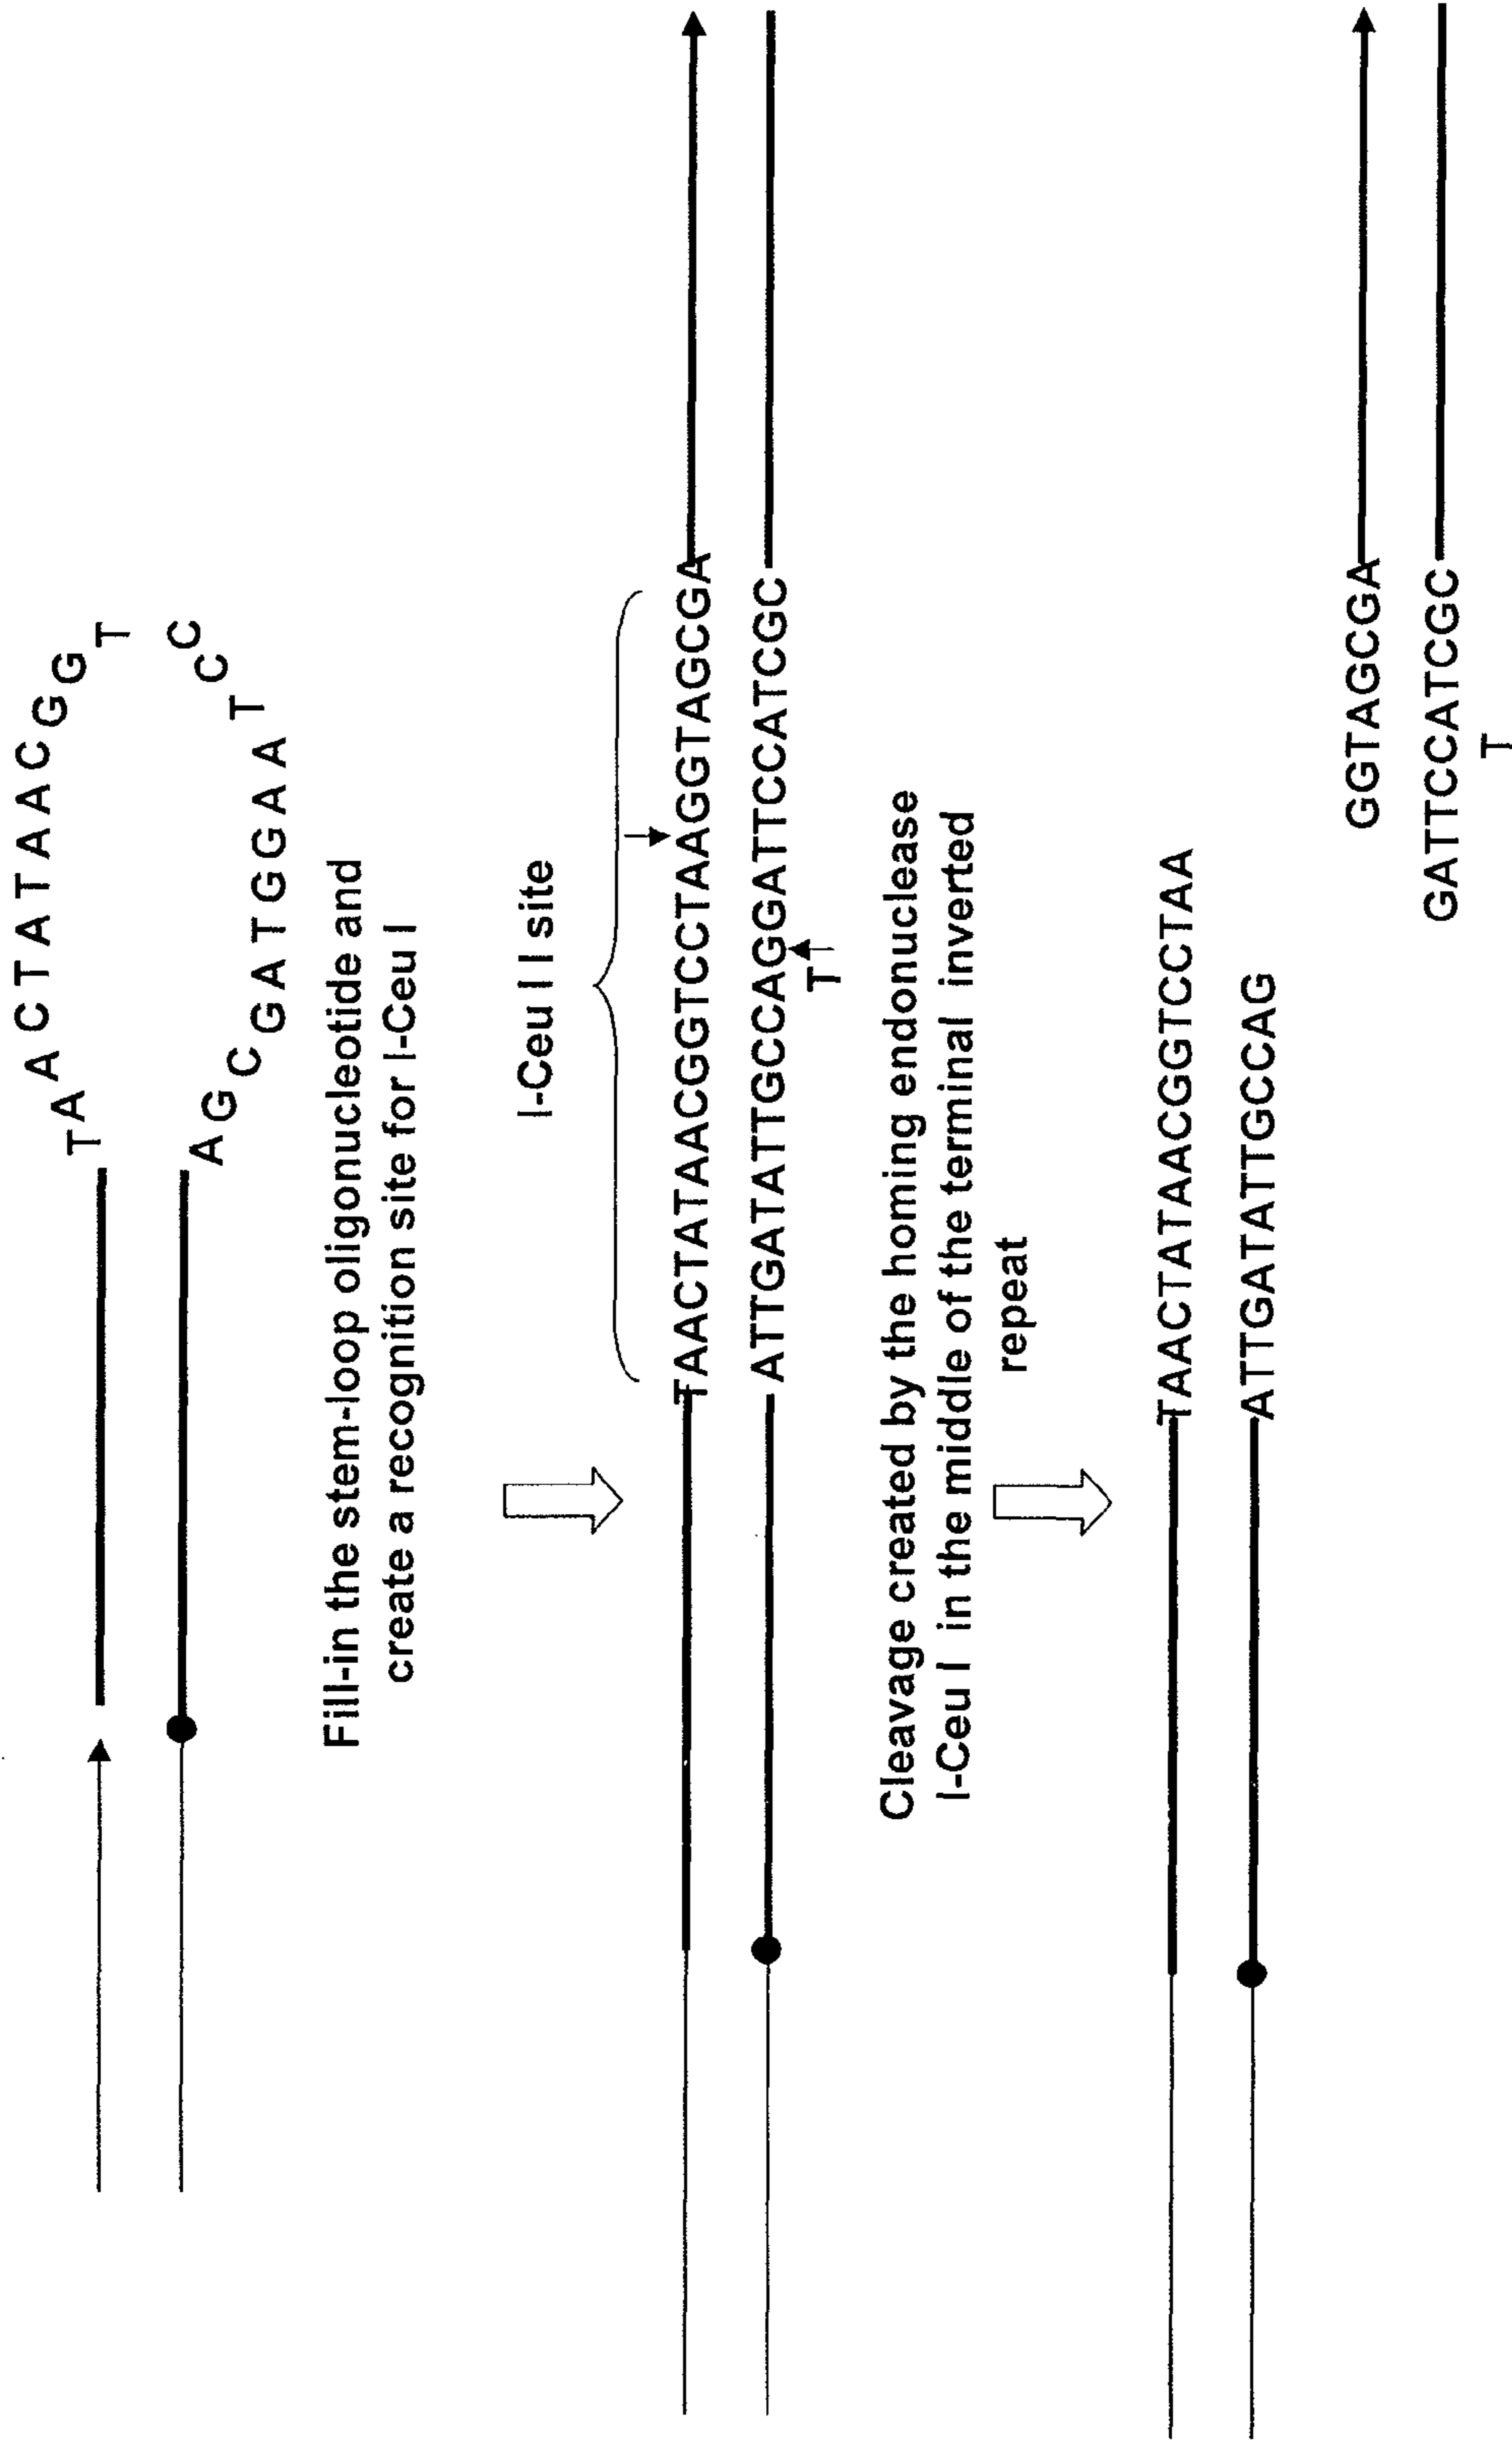 T A A C T A T A A C G G T
A G C G A T G G A A T C C
Fill-in the stem-loop oligonucleotide and
create a recognition site for I-Ceu I
I-Ceu I I site
TAACTATAACGGTCCTAAGGTAGCGA
ATTGATATTGCCAGGATTCCATCGC
T
Cleavage created by the homing endonuclease
I-Ceu I in the middle of the terminal inverted
repeat
TAACTATAACGGTCCTAA
ATTGATATTGCCAG
GGTAGCGA
GATTCCATCGC
T